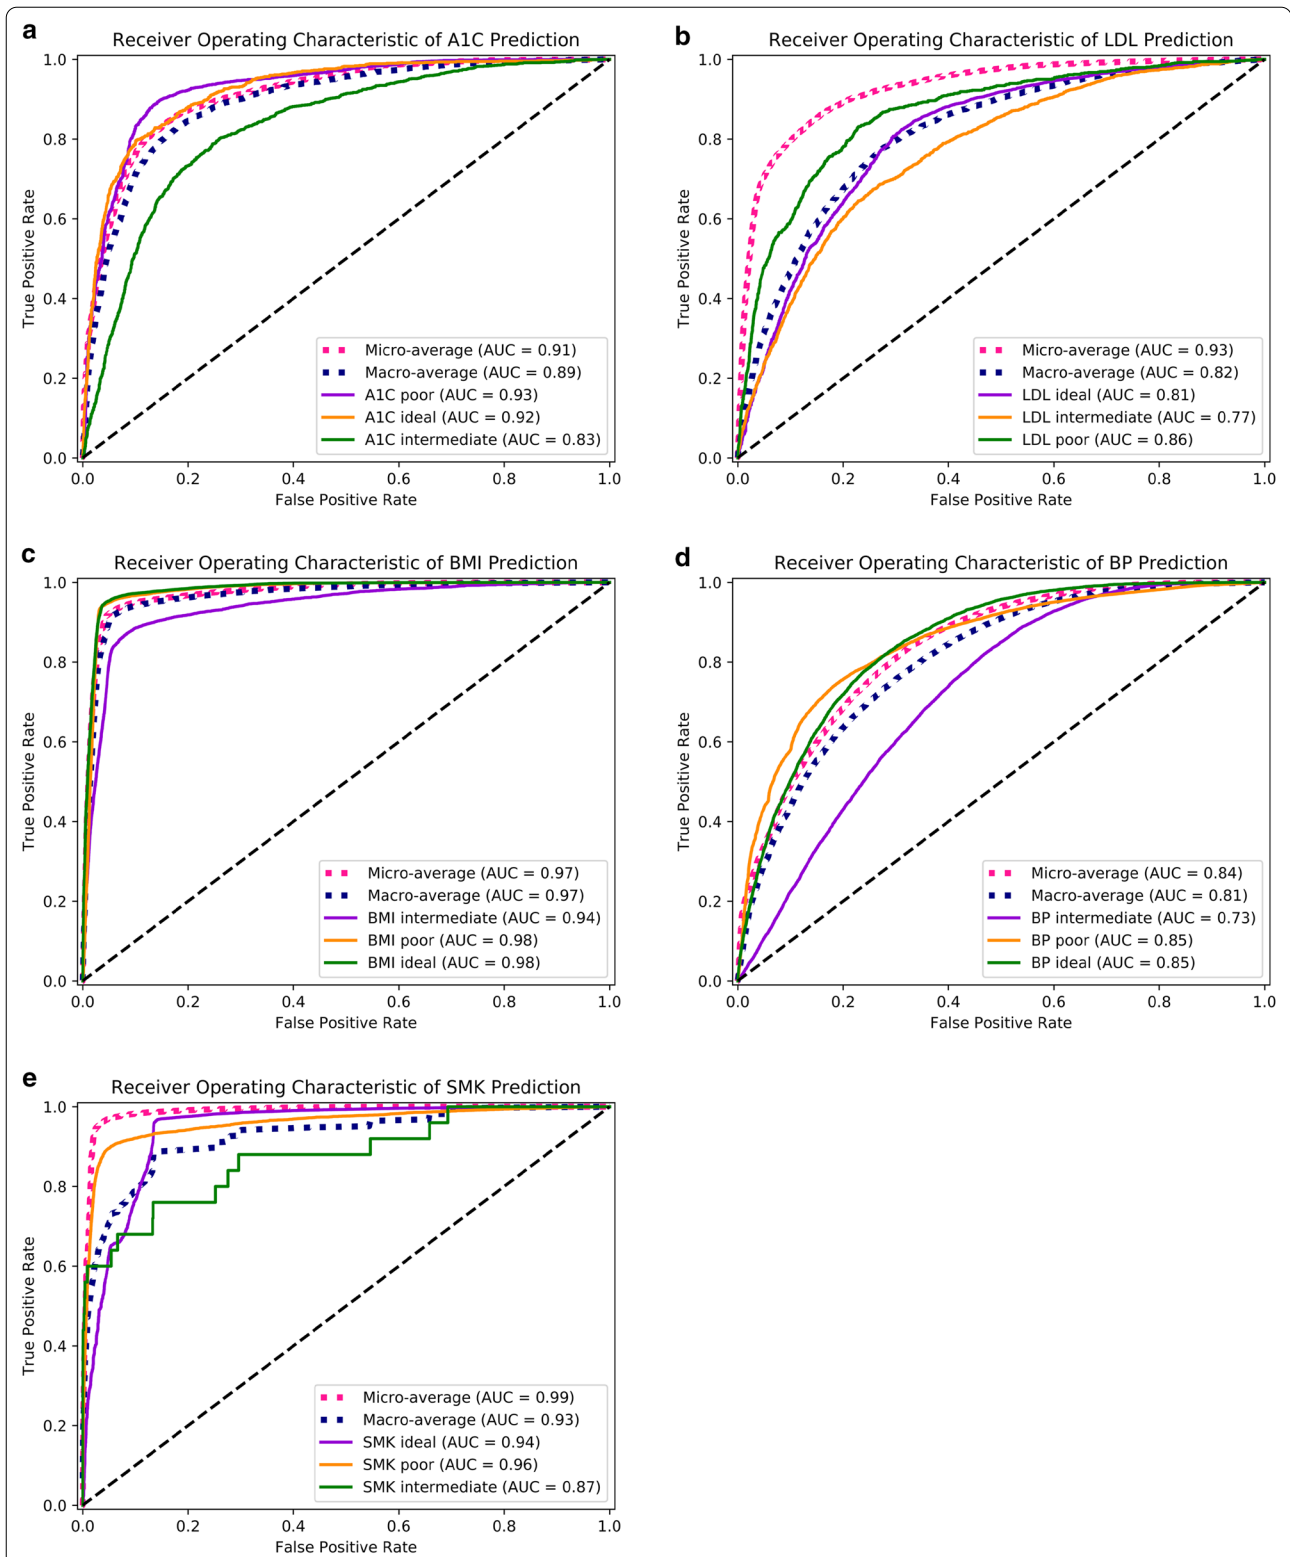 a
Receiver Operating Characteristic of A1C Prediction
1.0
0.8
0.6
0.4
0.2
0.0
True Positive Rate
Micro-average (AUC = 0.91)
Macro-average (AUC = 0.89)
A1C poor (AUC = 0.93)
A1C ideal (AUC = 0.92)
A1C intermediate (AUC = 0.83)
0.0 0.2 0.4 0.6 0.8 1.0
False Positive Rate
b
Receiver Operating Characteristic of LDL Prediction
1.0
0.8
0.6
0.4
0.2
0.0
True Positive Rate
Micro-average (AUC = 0.93)
Macro-average (AUC = 0.82)
LDL ideal (AUC = 0.81)
LDL intermediate (AUC = 0.77)
LDL poor (AUC = 0.86)
0.0 0.2 0.4 0.6 0.8 1.0
False Positive Rate
c
Receiver Operating Characteristic of BMI Prediction
1.0
0.8
0.6
0.4
0.2
0.0
True Positive Rate
Micro-average (AUC = 0.97)
Macro-average (AUC = 0.97)
BMI intermediate (AUC = 0.94)
BMI poor (AUC = 0.98)
BMI ideal (AUC = 0.98)
0.0 0.2 0.4 0.6 0.8 1.0
False Positive Rate
d
Receiver Operating Characteristic of BP Prediction
1.0
0.8
0.6
0.4
0.2
0.0
True Positive Rate
Micro-average (AUC = 0.84)
Macro-average (AUC = 0.81)
BP intermediate (AUC = 0.73)
BP poor (AUC = 0.85)
BP ideal (AUC = 0.85)
0.0 0.2 0.4 0.6 0.8 1.0
False Positive Rate
e
Receiver Operating Characteristic of SMK Prediction
1.0
0.8
0.6
0.4
0.2
0.0
True Positive Rate
Micro-average (AUC = 0.99)
Macro-average (AUC = 0.93)
SMK ideal (AUC = 0.94)
SMK poor (AUC = 0.96)
SMK intermediate (AUC = 0.87)
0.0 0.2 0.4 0.6 0.8 1.0
False Positive Rate